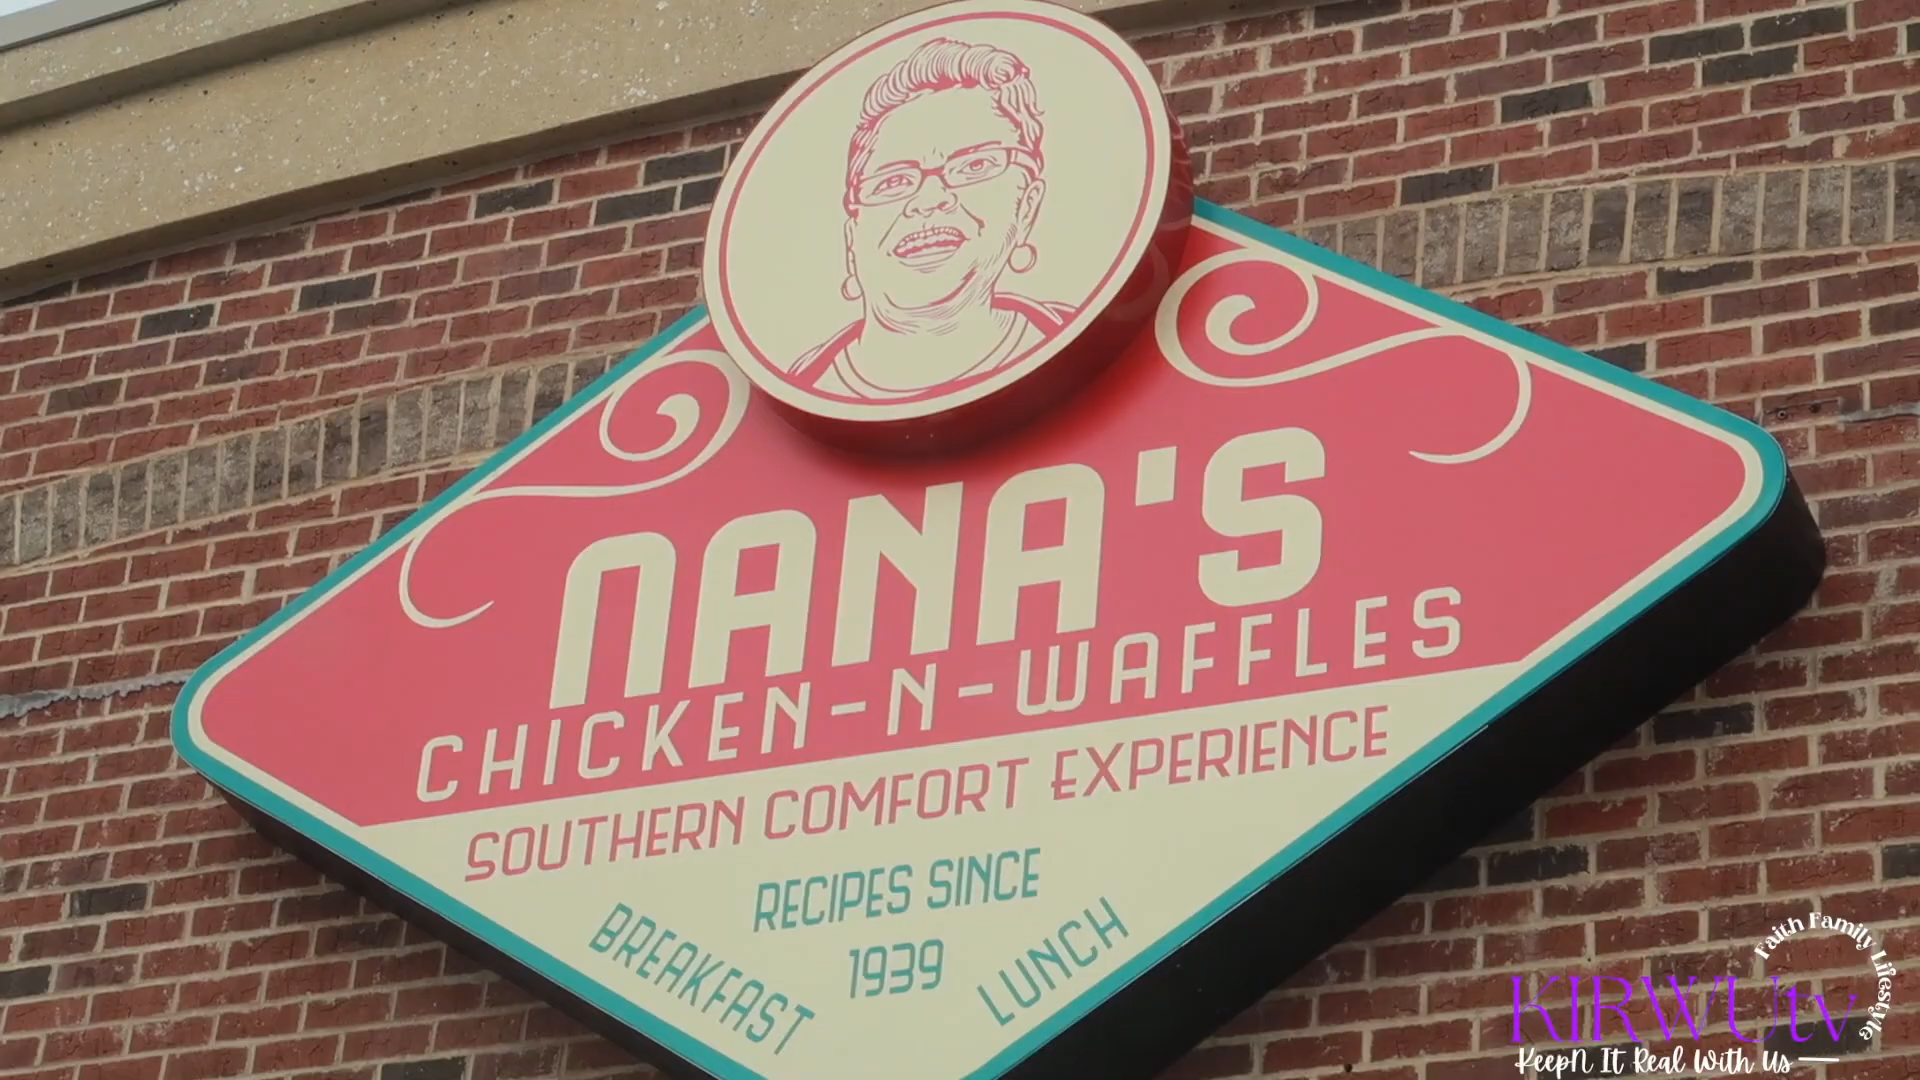 NANA'S
CHICKEN-N-WAFFLES
SOUTHERN COMFORT EXPERIENCE
RECIPES SINCE
1939
BREAKFAST
LUNCH
Faith Family Lifestyle
KIRWUtv
KeepN It Real With Us